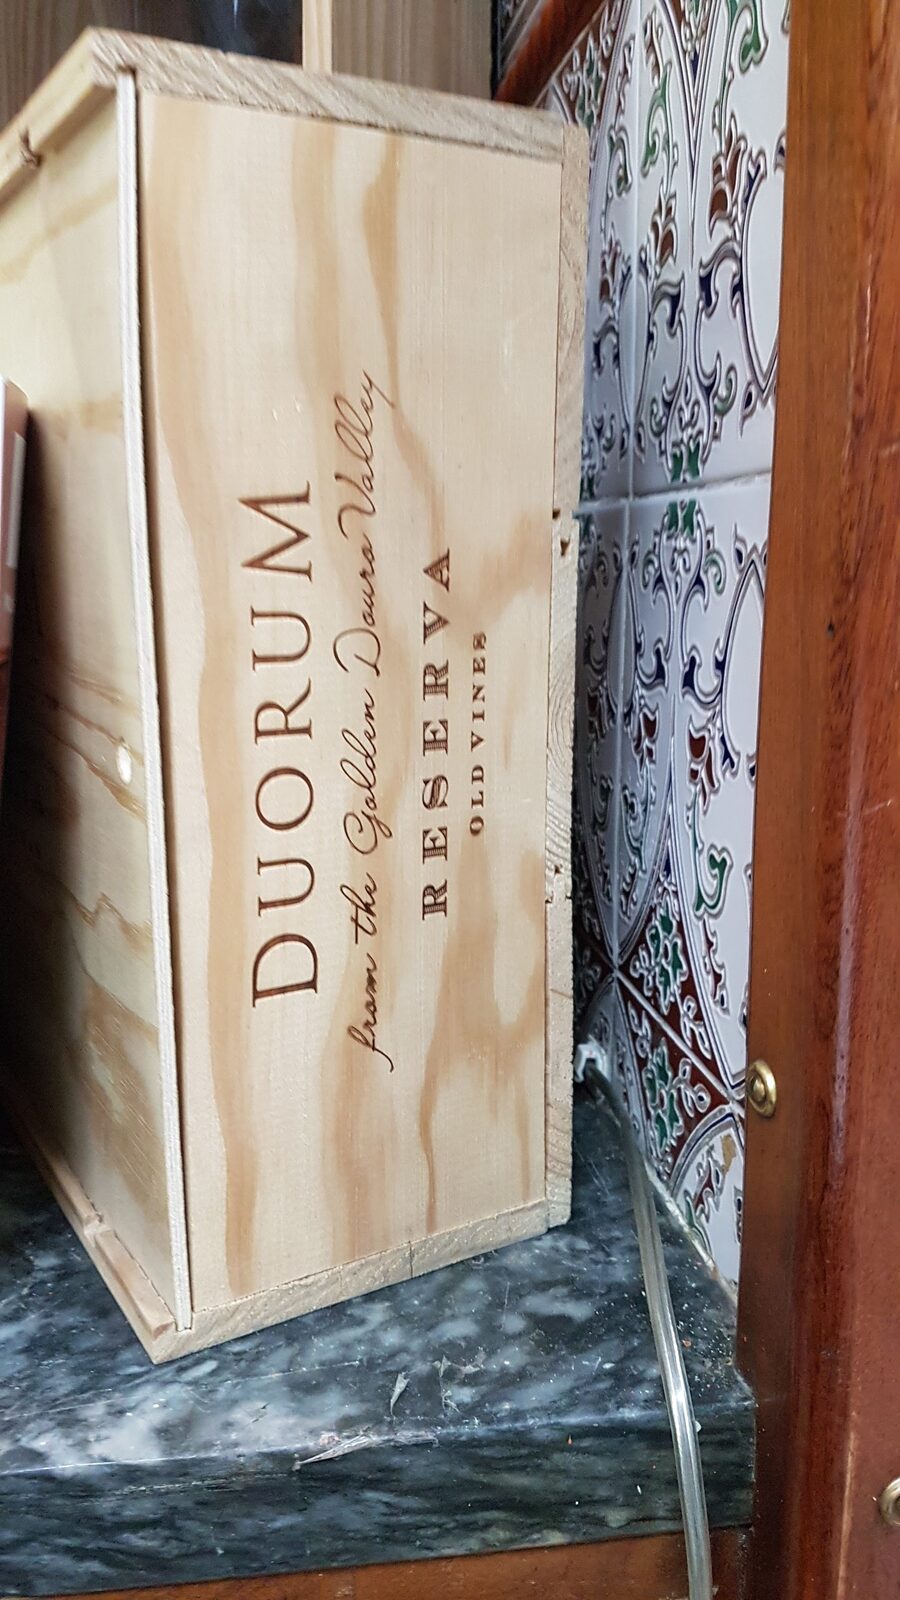 DUORUM
from the Golden Douro Valley
RESERVA
OLD VINES